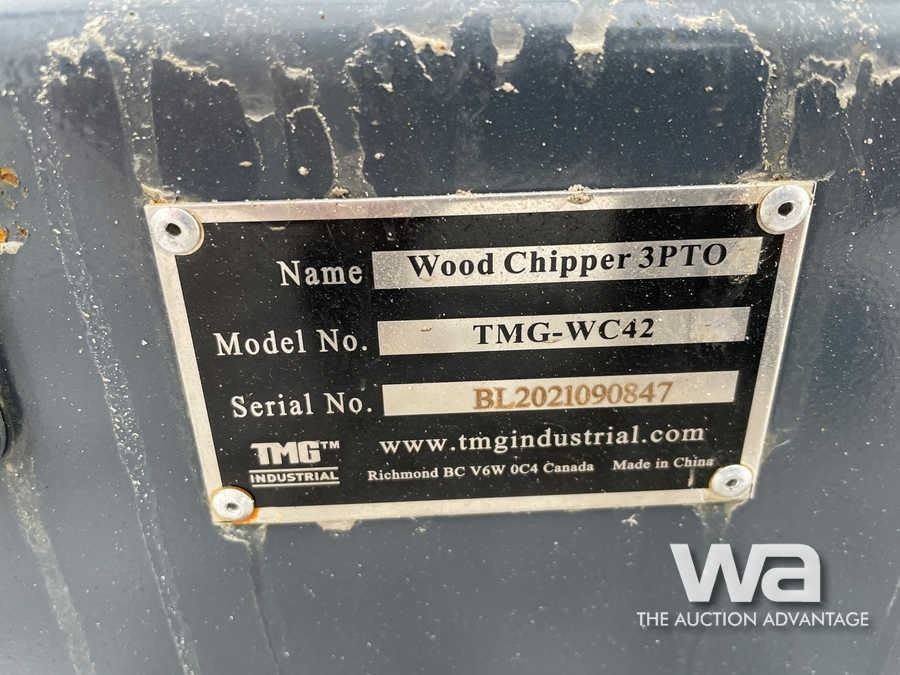 Name Wood Chipper 3PTO
Model No. TMG-WC42
Serial No. BL2021090847
TMG™ INDUSTRIAL
www.tmgindustrial.com
Richmond BC V6W 0C4 Canada Made in China
wa
THE AUCTION ADVANTAGE